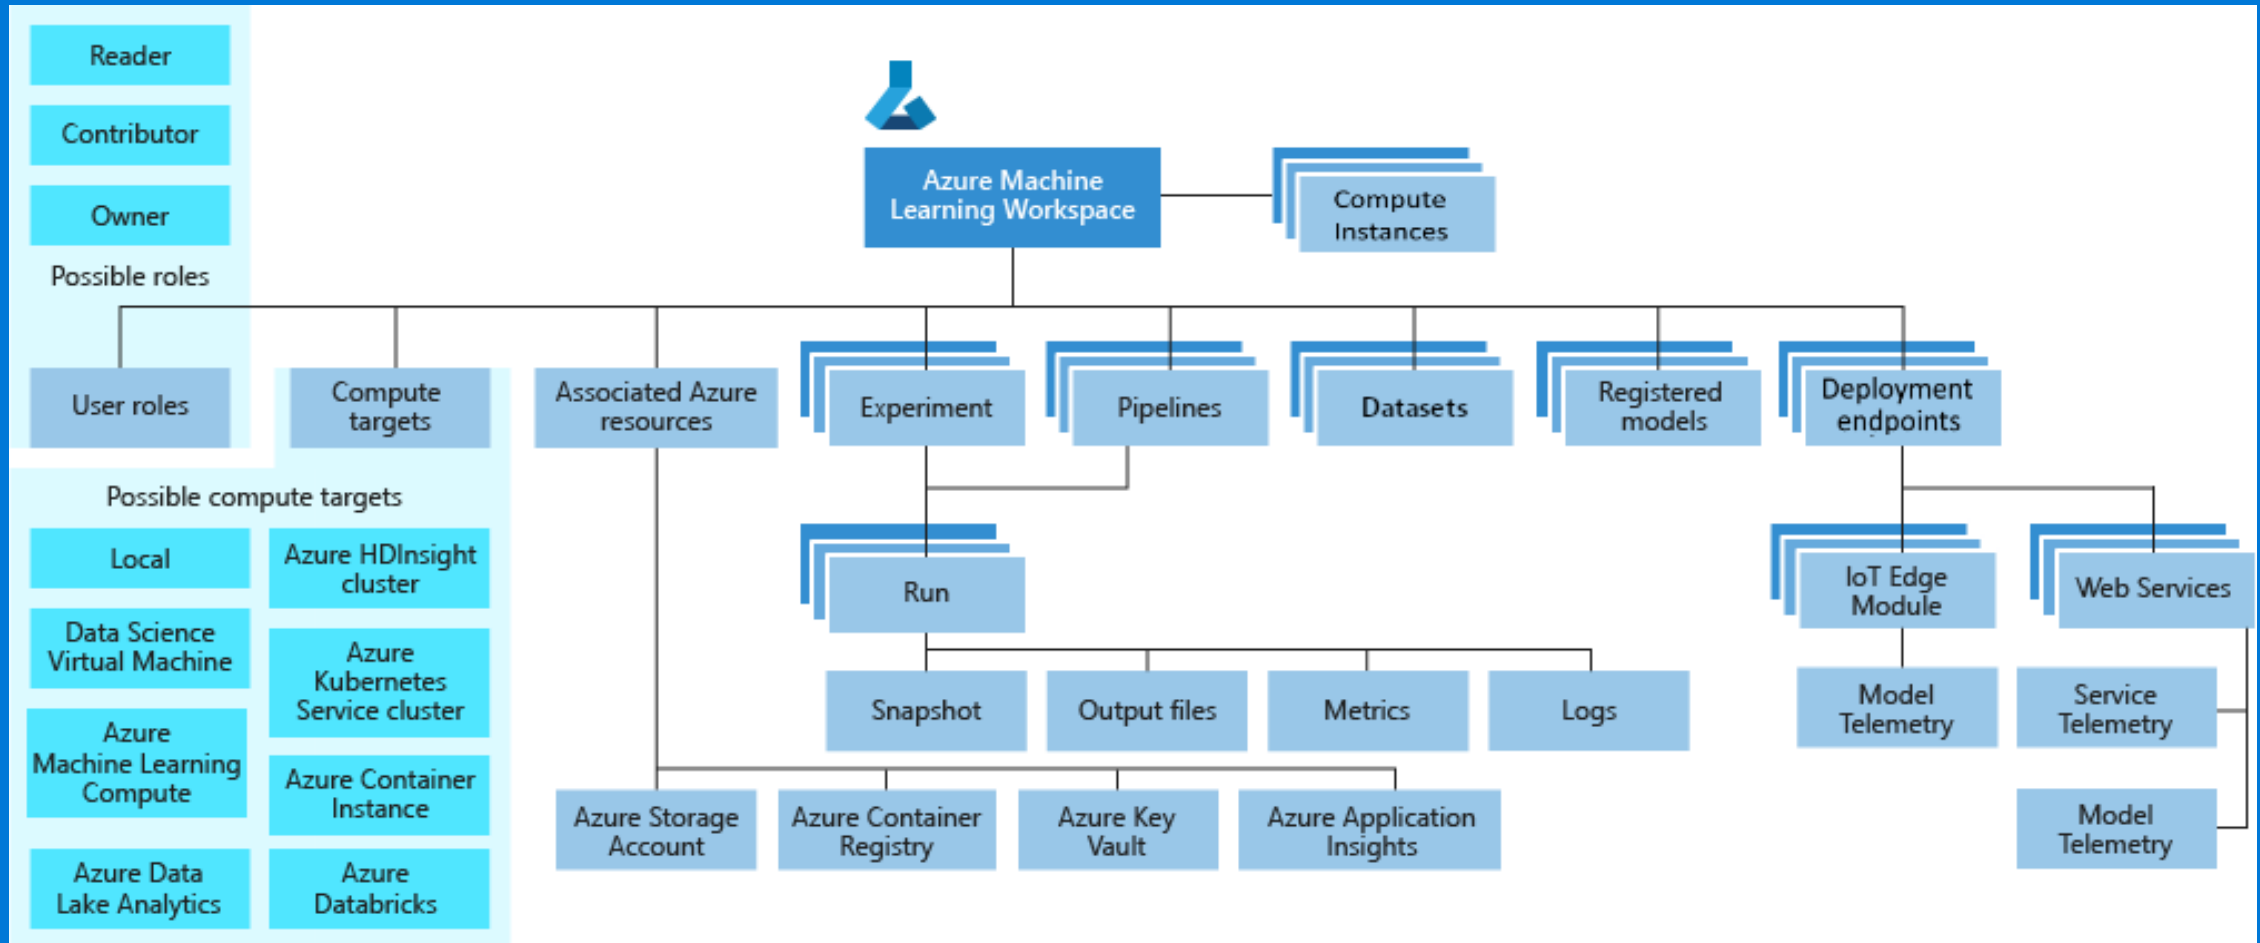 Reader
Contributor
Owner
Possible roles
Azure Machine
Learning Workspace
Compute
Instances
User roles
Compute
targets
Associated Azure
resources
Experiment
Pipelines
Datasets
Registered
models
Deployment
endpoints
Possible compute targets
Local
Azure HDInsight
cluster
Data Science
Virtual Machine
Azure
Kubernetes
Service cluster
Azure
Machine Learning
Compute
Azure Container
Instance
Azure Data
Lake Analytics
Azure
Databricks
Run
IoT Edge
Module
Web Services
Snapshot
Output files
Metrics
Logs
Model
Telemetry
Service
Telemetry
Azure Storage
Account
Azure Container
Registry
Azure Key
Vault
Azure Application
Insights
Model
Telemetry